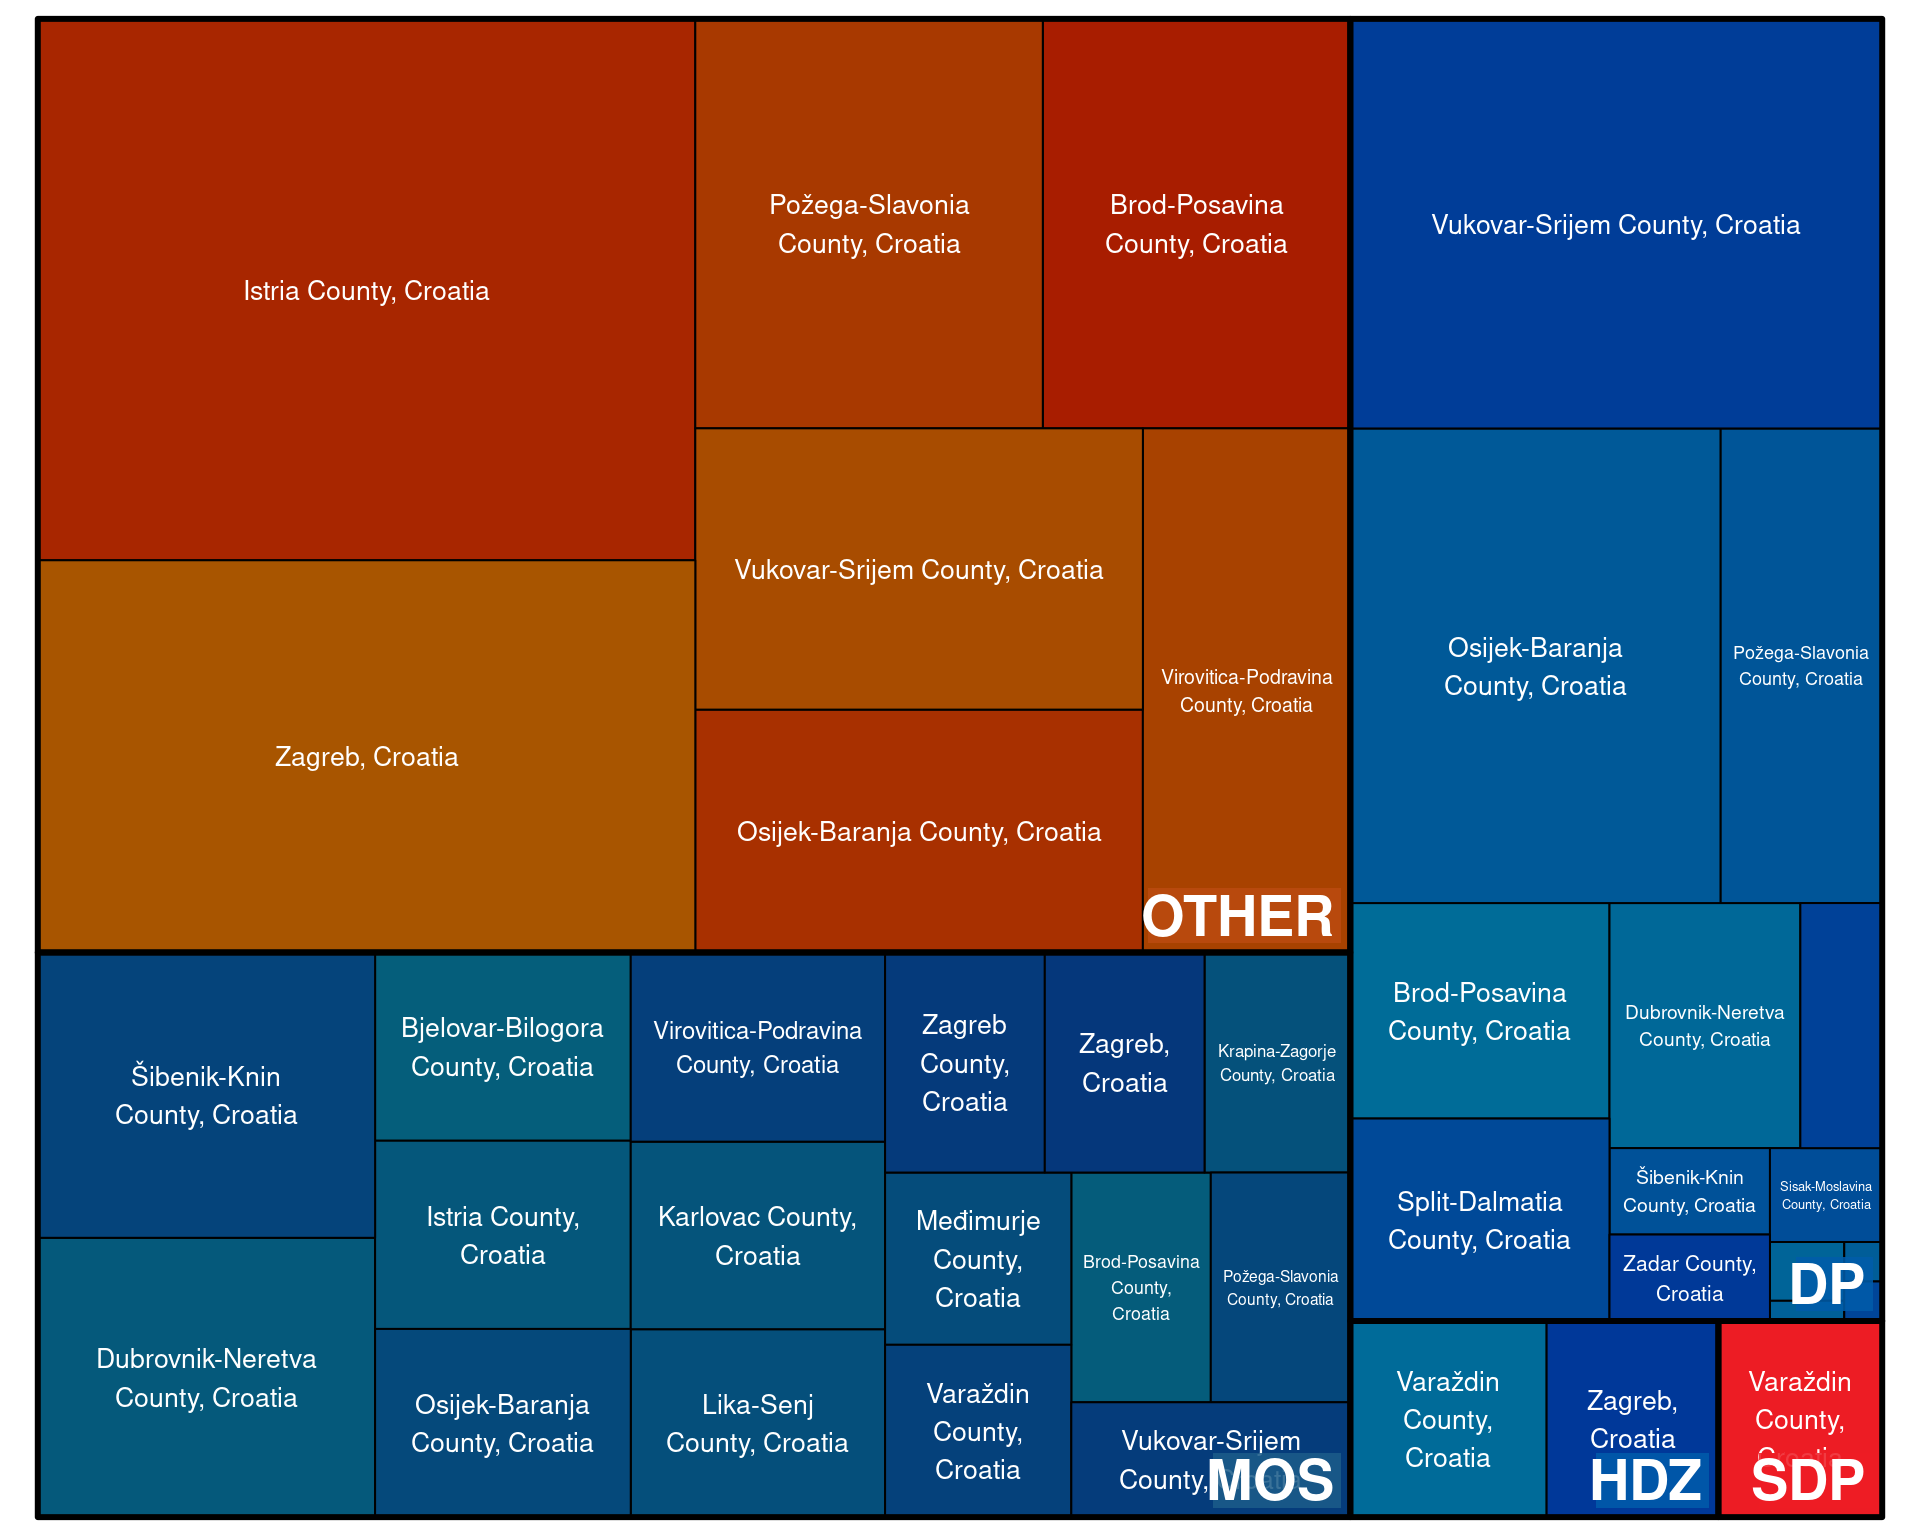 Istria County, Croatia
Požega-Slavonia
County, Croatia
Brod-Posavina
County, Croatia
Zagreb, Croatia
Vukovar-Srijem County, Croatia
Osijek-Baranja County, Croatia
Virovitica-Podravina
County, Croatia
OTHER
Vukovar-Srijem County, Croatia
Osijek-Baranja
County, Croatia
Požega-Slavonia
County, Croatia
Brod-Posavina
County, Croatia
Dubrovnik-Neretva
County, Croatia
Split-Dalmatia
County, Croatia
Šibenik-Knin
County, Croatia
Sisak-Moslavina
County, Croatia
Zadar County,
Croatia
DP
Šibenik-Knin
County, Croatia
Dubrovnik-Neretva
County, Croatia
Bjelovar-Bilogora
County, Croatia
Istria County,
Croatia
Osijek-Baranja
County, Croatia
Virovitica-Podravina
County, Croatia
Karlovac County,
Croatia
Lika-Senj
County, Croatia
Zagreb
County,
Croatia
Zagreb,
Croatia
Krapina-Zagorje
County, Croatia
Međimurje
County,
Croatia
Brod-Posavina
County,
Croatia
Požega-Slavonia
County, Croatia
Varaždin
County,
Croatia
Vukovar-Srijem
County, Croatia
MOS
Varaždin
County,
Croatia
Zagreb,
Croatia
HDZ
Varaždin
County,
Croatia
SDP